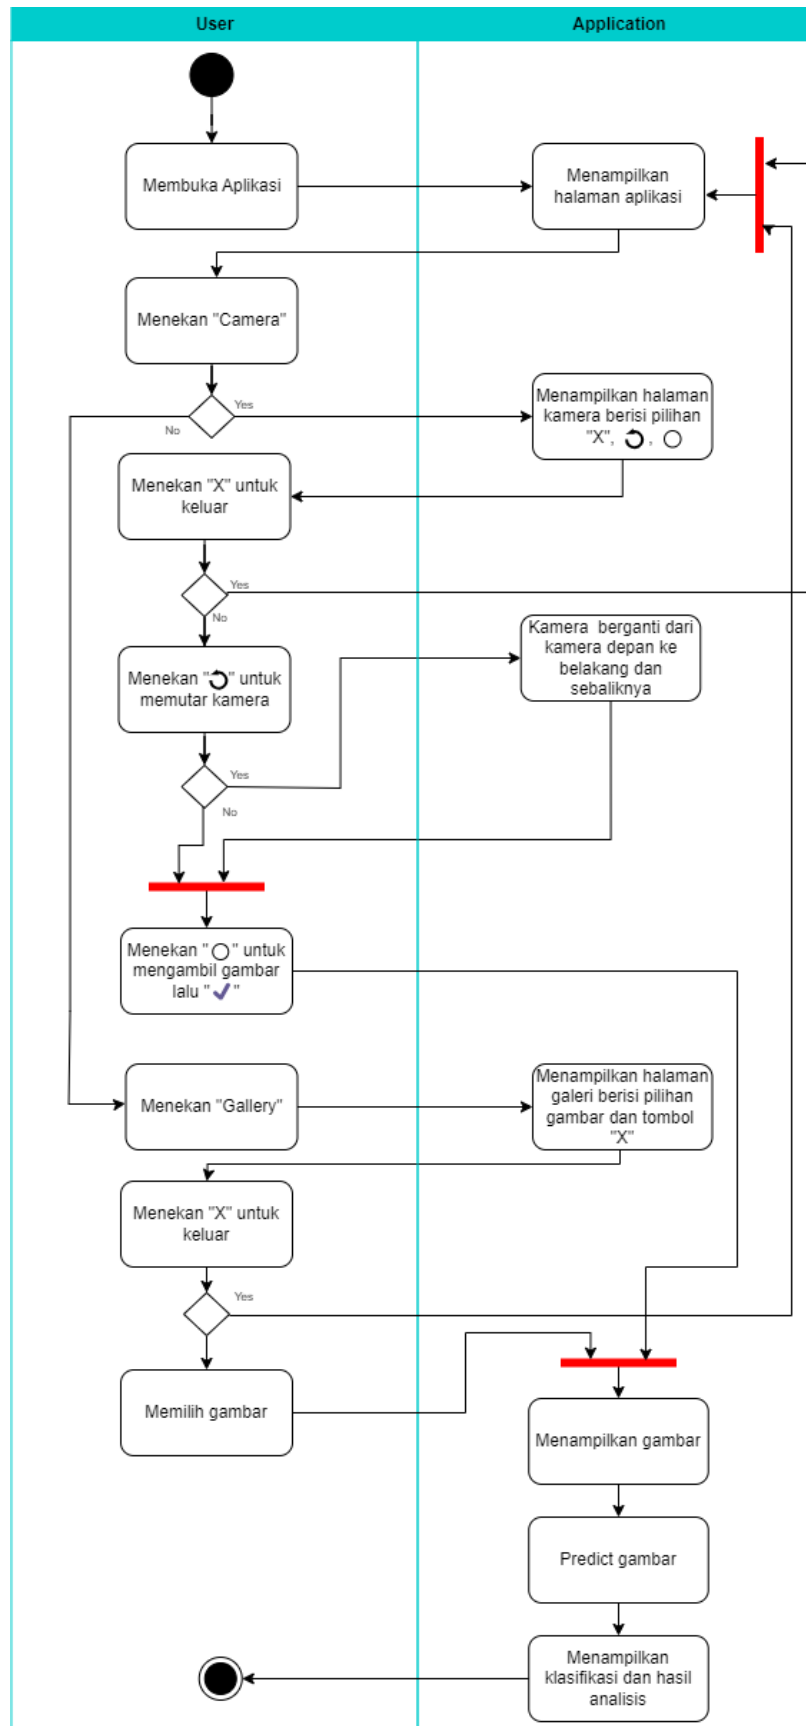 User
Application
Membuka Aplikasi
Menampilkan
halaman aplikasi
Menekan "Camera"
Yes
No
Menampilkan halaman
kamera berisi pilihan
"X", , 
Menekan "X" untuk
keluar
Yes
No
Menekan "" untuk
memutar kamera
Kamera berganti dari
kamera depan ke
belakang dan
sebaliknya
Yes
No
Menekan "" untuk
mengambil gambar
lalu "✓"
Menekan "Gallery"
Menampilkan halaman
galeri berisi pilihan
gambar dan tombol
"X"
Menekan "X" untuk
keluar
Yes
Memilih gambar
Menampilkan gambar
Predict gambar
Menampilkan
klasifikasi dan hasil
analisis